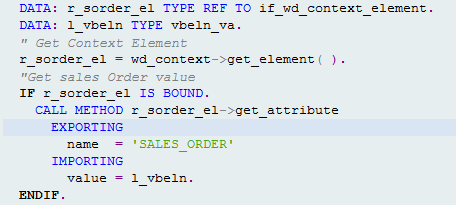 DATA: r_sorder_el TYPE REF TO if_wd_context_element.
DATA: l_vbeln TYPE vbeln_va.
" Get Context Element
r_sorder_el = wd_context->get_element( ).
"Get sales Order value
IF r_sorder_el IS BOUND.
CALL METHOD r_sorder_el->get_attribute
EXPORTING
name = 'SALES_ORDER'
IMPORTING
value = l_vbeln.
ENDIF.